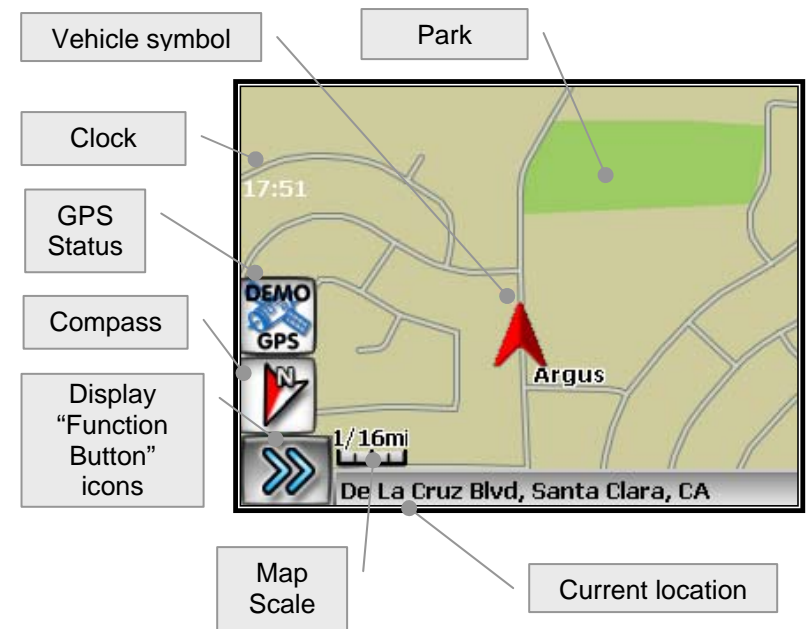 Vehicle symbol
Park
Clock
17:51
GPS
Status
DEMO
GPS
Compass
N
Argus
Display
“Function
Button”
icons
1/16mi
De La Cruz Blvd, Santa Clara, CA
Map
Scale
Current location